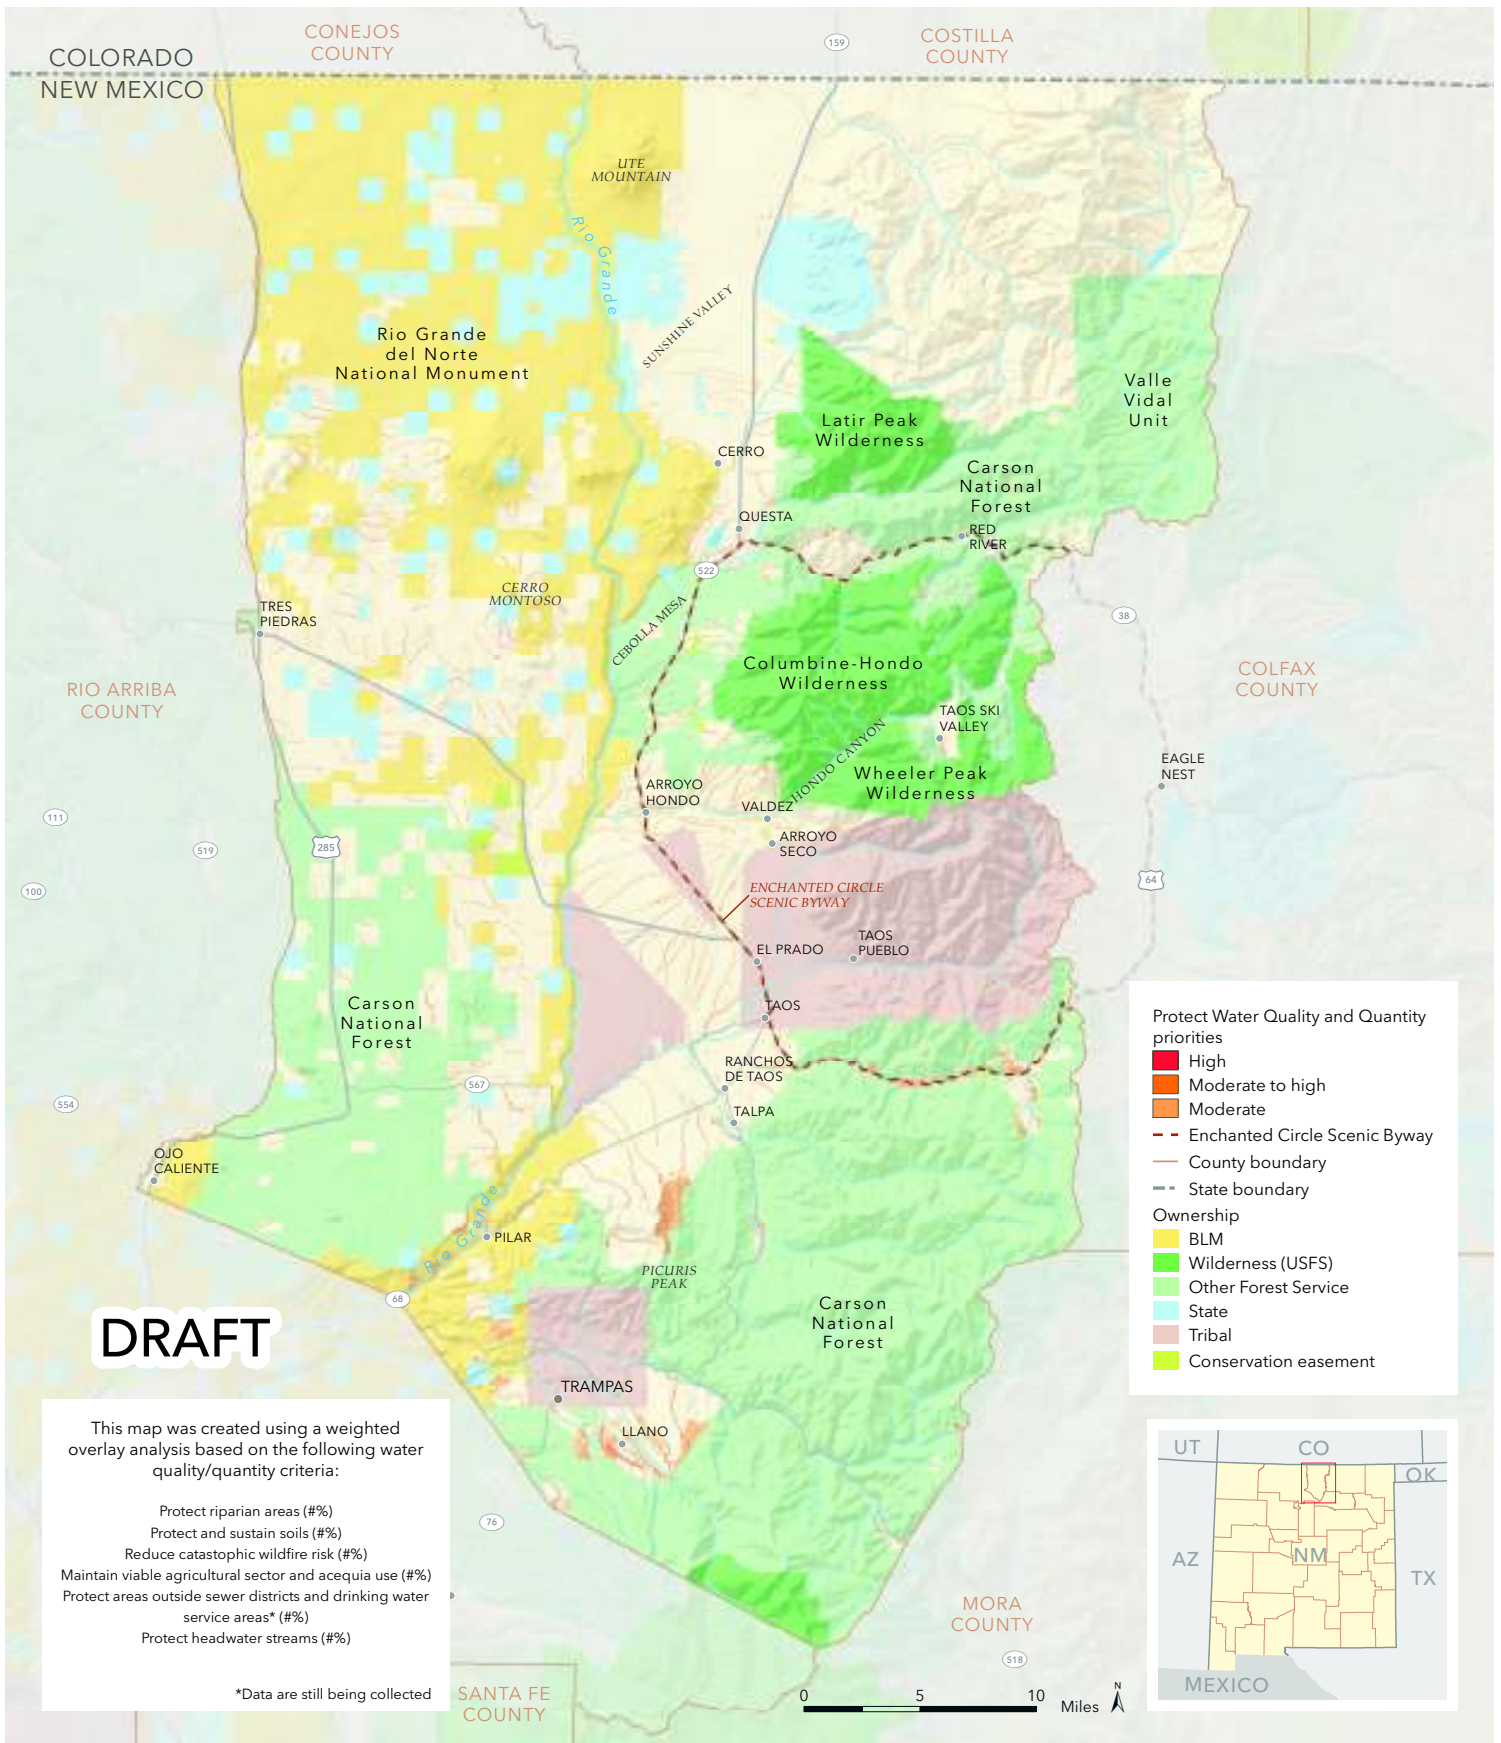 CONEJOS
COUNTY
159
COSTILLA
COUNTY
COLORADO
NEW MEXICO
UTE
MOUNTAIN
Rio Grande
SUNSHINE VALLEY
Rio Grande
del Norte
National Monument
Valle
Vidal
Unit
Latir Peak
Wilderness
CERRO
Carson
National
Forest
QUESTA
RED
RIVER
522
CERRO
MONTOSO
TRES
PIEDRAS
CEBOLLA MESA
38
Columbine-Hondo
Wilderness
RIO ARRIBA
COUNTY
COLFAX
COUNTY
TAOS SKI
VALLEY
HONDO CANYON
EAGLE
NEST
Wheeler Peak
Wilderness
ARROYO
HONDO
VALDEZ
111
ARROYO
SECO
285
519
100
64
ENCHANTED CIRCLE
SCENIC BYWAY
TAOS
PUEBLO
EL PRADO
Carson
National
Forest
TAOS
RANCHOS
DE TAOS
567
554
TALPA
OJO
CALIENTE
Rio Grande
PILAR
PICURIS
PEAK
68
Carson
National
Forest
DRAFT
TRAMPAS
LLANO
76
MORA
COUNTY
518
SANTA FE
COUNTY
Protect Water Quality and Quantity
priorities
High
Moderate to high
Moderate
Enchanted Circle Scenic Byway
County boundary
State boundary
Ownership
BLM
Wilderness (USFS)
Other Forest Service
State
Tribal
Conservation easement
This map was created using a weighted
overlay analysis based on the following water
quality/quantity criteria:
Protect riparian areas (#%)
Protect and sustain soils (#%)
Reduce catastophic wildfire risk (#%)
Maintain viable agricultural sector and acequia use (#%)
Protect areas outside sewer districts and drinking water
service areas* (#%)
Protect headwater streams (#%)
*Data are still being collected
0 5 10
Miles
N
UT
CO
OK
AZ
NM
TX
MEXICO